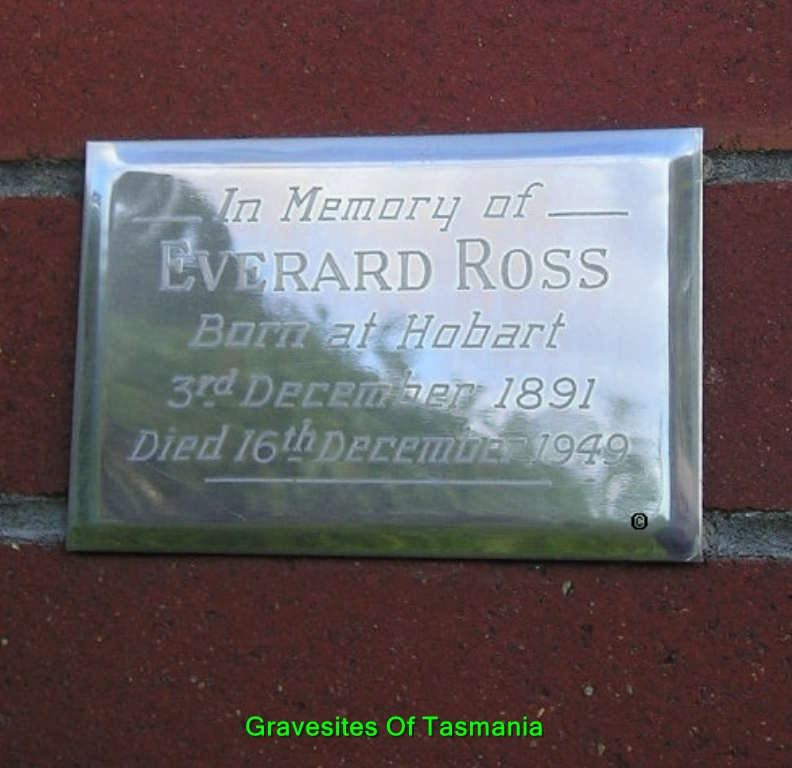 In Memory of
EVERARD ROSS
Born at Hobart
3rd December 1891
Died 16th December 1949
©
Gravesites Of Tasmania